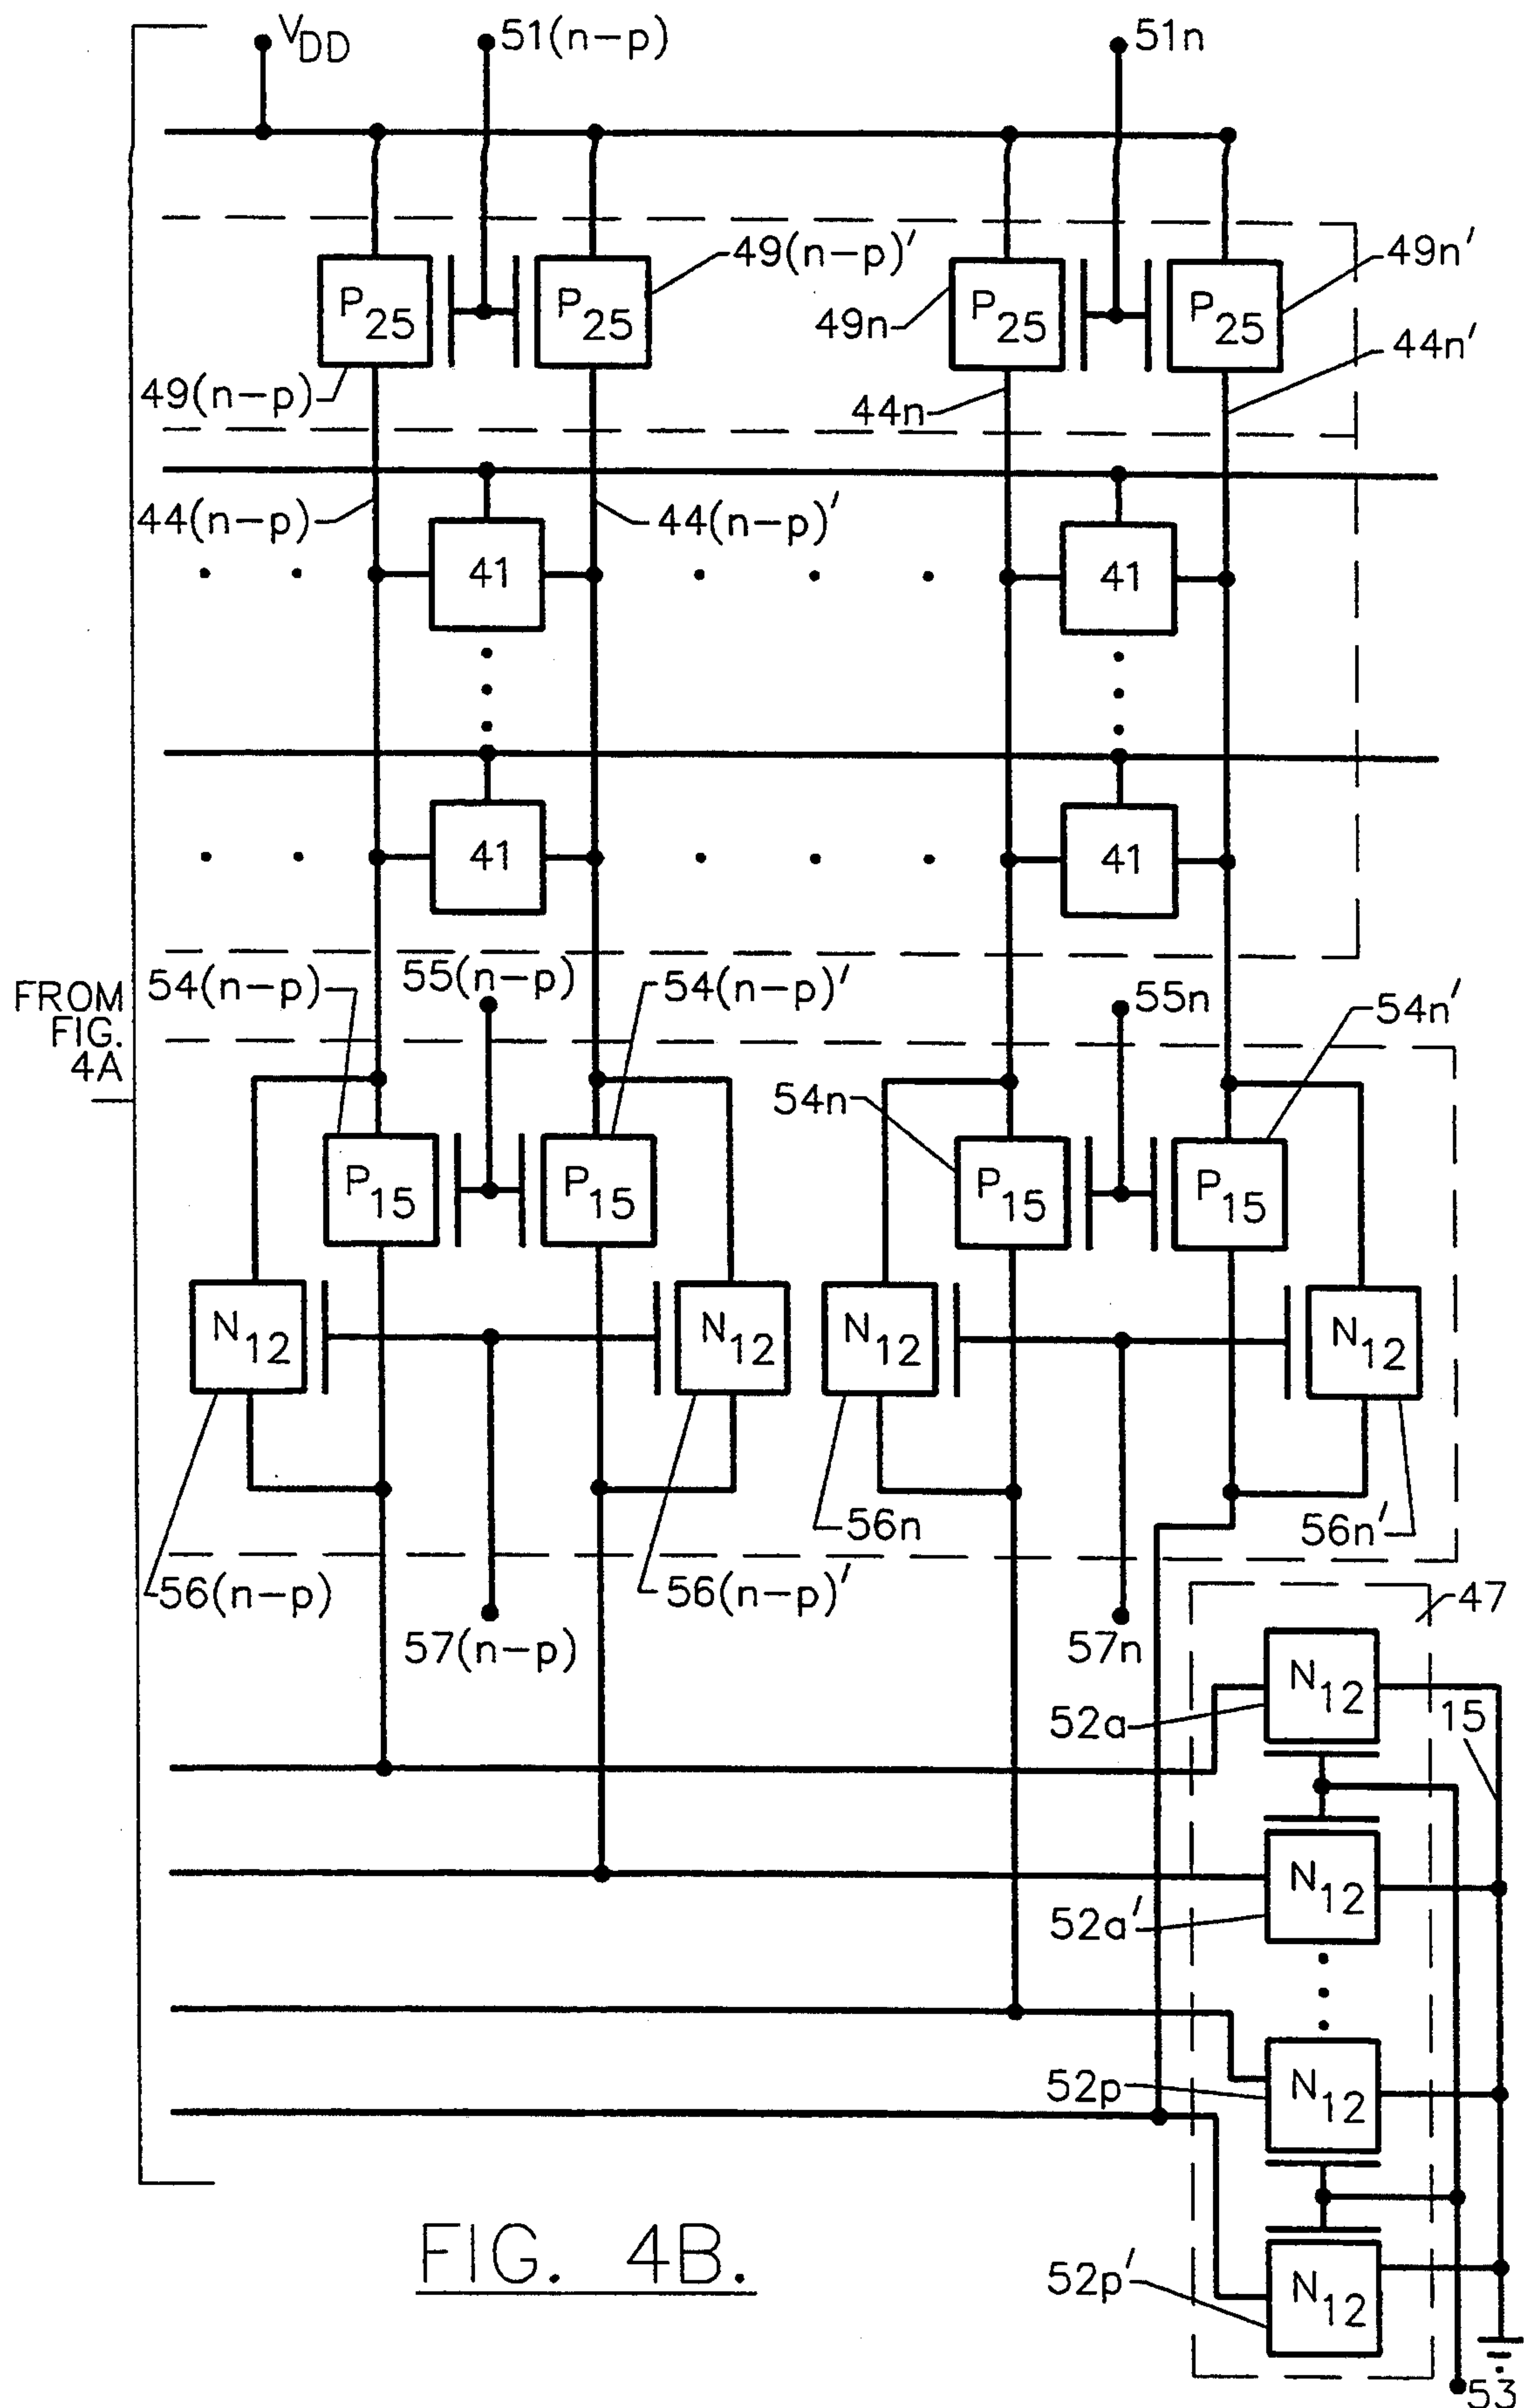 VDD 51(n-p) 51n
P25 P25 49(n-p)' P25 P25 49n'
49n
49(n-p) 44n 44n'
44(n-p) 44(n-p)'
41 41
41 41
FROM FIG. 4A
54(n-p) 55(n-p) 54(n-p)' 55n 54n'
54n
P15 P15 P15 P15
N12 N12 N12 N12
56n 56n'
56(n-p) 56(n-p)'
57(n-p) 57n 47
52a N12 15
52a' N12
52p N12
52p' N12
53
FIG. 4B.